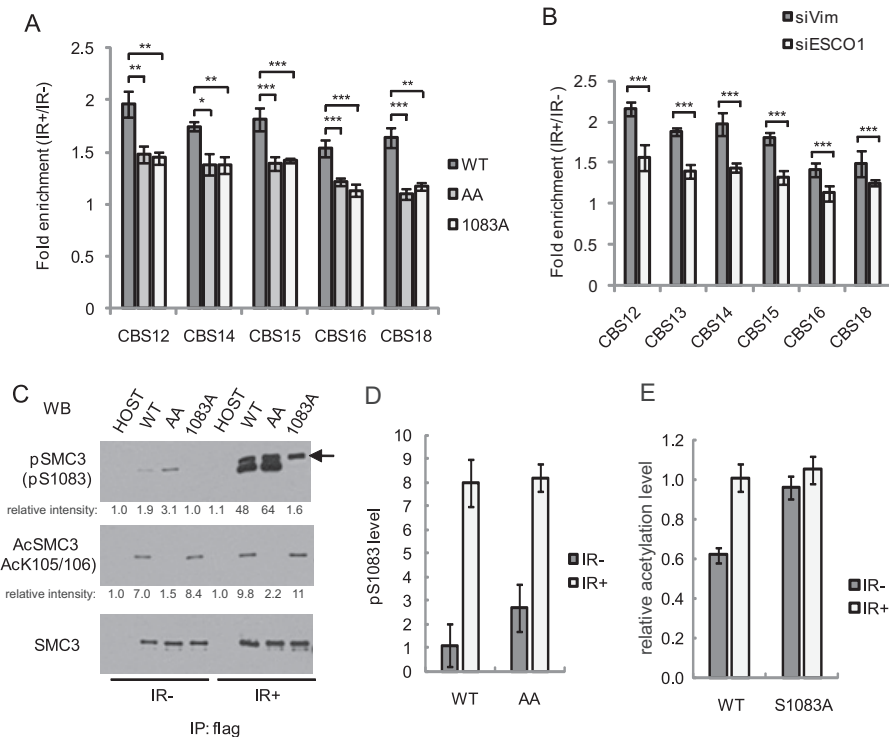 A
Fold enrichment (IR+/IR-)
2.5
2
1.5
1
0.5
0
** ** ** * *** *** *** *** ** ***
CBS12 CBS14 CBS15 CBS16 CBS18
WT
AA
1083A
B
siVim
siESCO1
Fold enrichment (IR+/IR-)
2.5
2
1.5
1
0.5
0
*** *** *** *** *** ***
CBS12 CBS13 CBS14 CBS15 CBS16 CBS18
C
WB
HOST WT AA 1083A HOST WT AA 1083A
pSMC3
(pS1083)
relative intensity: 1.0 1.9 3.1 1.0 1.1 48 64 1.6
AcSMC3
AcK105/106)
relative intensity: 1.0 7.0 1.5 8.4 1.0 9.8 2.2 11
SMC3
IR- IR+
IP: flag
D
pS1083 level
10
9
8
7
6
5
4
3
2
1
0
WT AA
IR-
IR+
E
relative acetylation level
1.2
1.0
0.8
0.6
0.4
0.2
0.0
WT S1083A
IR-
IR+